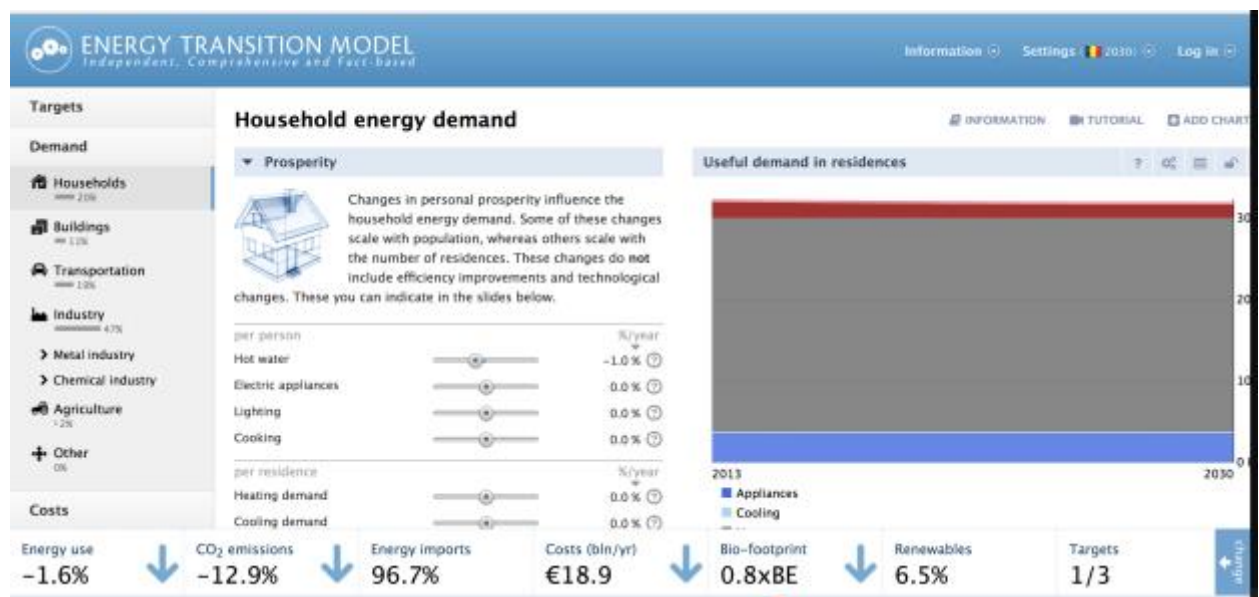 ENERGY TRANSITION MODEL
Independent, Comprehensive and Fact-based
Information
Settings ( 2030)
Log in
Targets
Demand
Households
20%
Buildings
Transportation
Industry
47%
Metal industry
Chemical industry
Agriculture
2%
Other
0%
Costs
Household energy demand
INFORMATION
TUTORIAL
ADD CHART
Prosperity
Changes in personal prosperity influence the
household energy demand. Some of these changes
scale with population, whereas others scale with
the number of residences. These changes do not
include efficiency improvements and technological
changes. These you can indicate in the slides below.
per person %/year
Hot water -1.0 % ?
Electric appliances 0.0 % ?
Lighting 0.0 % ?
Cooking 0.0 % ?
per residence %/year
Heating demand 0.0 % ?
Cooling demand 0.0 % ?
Useful demand in residences
?
30
20
10
0
2013 2030
Appliances
Cooling
Energy use
-1.6%
CO2 emissions
-12.9%
Energy imports
96.7%
Costs (bln/yr)
€18.9
Bio-footprint
0.8xBE
Renewables
6.5%
Targets
1/3
change